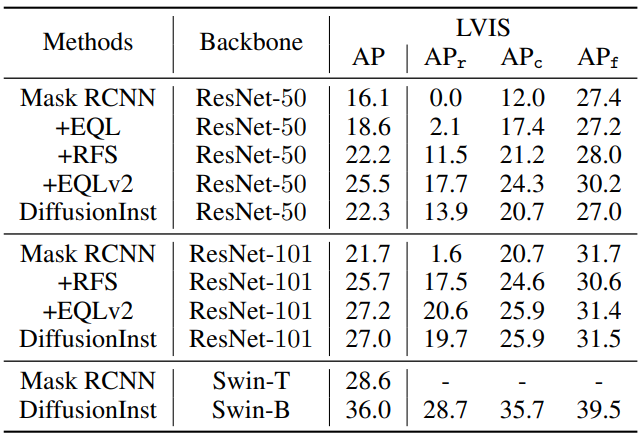 Methods Backbone LVIS
AP APr APc APf
Mask RCNN ResNet-50 16.1 0.0 12.0 27.4
+EQL ResNet-50 18.6 2.1 17.4 27.2
+RFS ResNet-50 22.2 11.5 21.2 28.0
+EQLv2 ResNet-50 25.5 17.7 24.3 30.2
DiffusionInst ResNet-50 22.3 13.9 20.7 27.0
Mask RCNN ResNet-101 21.7 1.6 20.7 31.7
+RFS ResNet-101 25.7 17.5 24.6 30.6
+EQLv2 ResNet-101 27.2 20.6 25.9 31.4
DiffusionInst ResNet-101 27.0 19.7 25.9 31.5
Mask RCNN Swin-T 28.6 - - -
DiffusionInst Swin-B 36.0 28.7 35.7 39.5